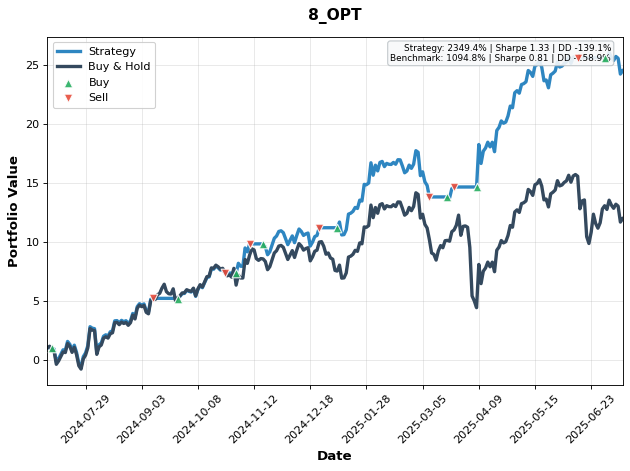 8_OPT
Strategy: 2349.4% | Sharpe 1.33 | DD -139.1%
Benchmark: 1094.8% | Sharpe 0.81 | DD -158.9%
Strategy
Buy & Hold
Buy
Sell
Portfolio Value
25
20
15
10
5
0
2024-07-29
2024-09-03
2024-10-08
2024-11-12
2024-12-18
2025-01-28
2025-03-05
2025-04-09
2025-05-15
2025-06-23
Date